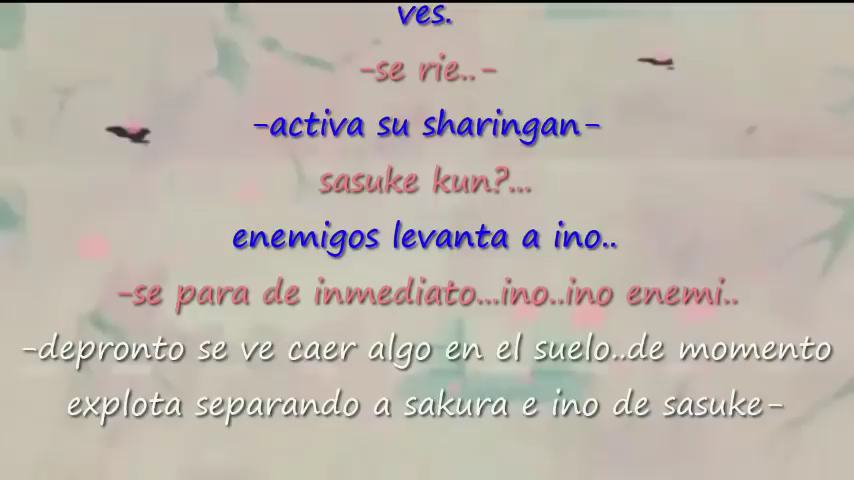 ves.
-se rie..-
-activa su sharingan-
sasuke kun?...
enemigos levanta a ino..
-se para de inmediato...ino..ino enemi..
-depronto se ve caer algo en el suelo..de momento
explota separando a sakura e ino de sasuke-